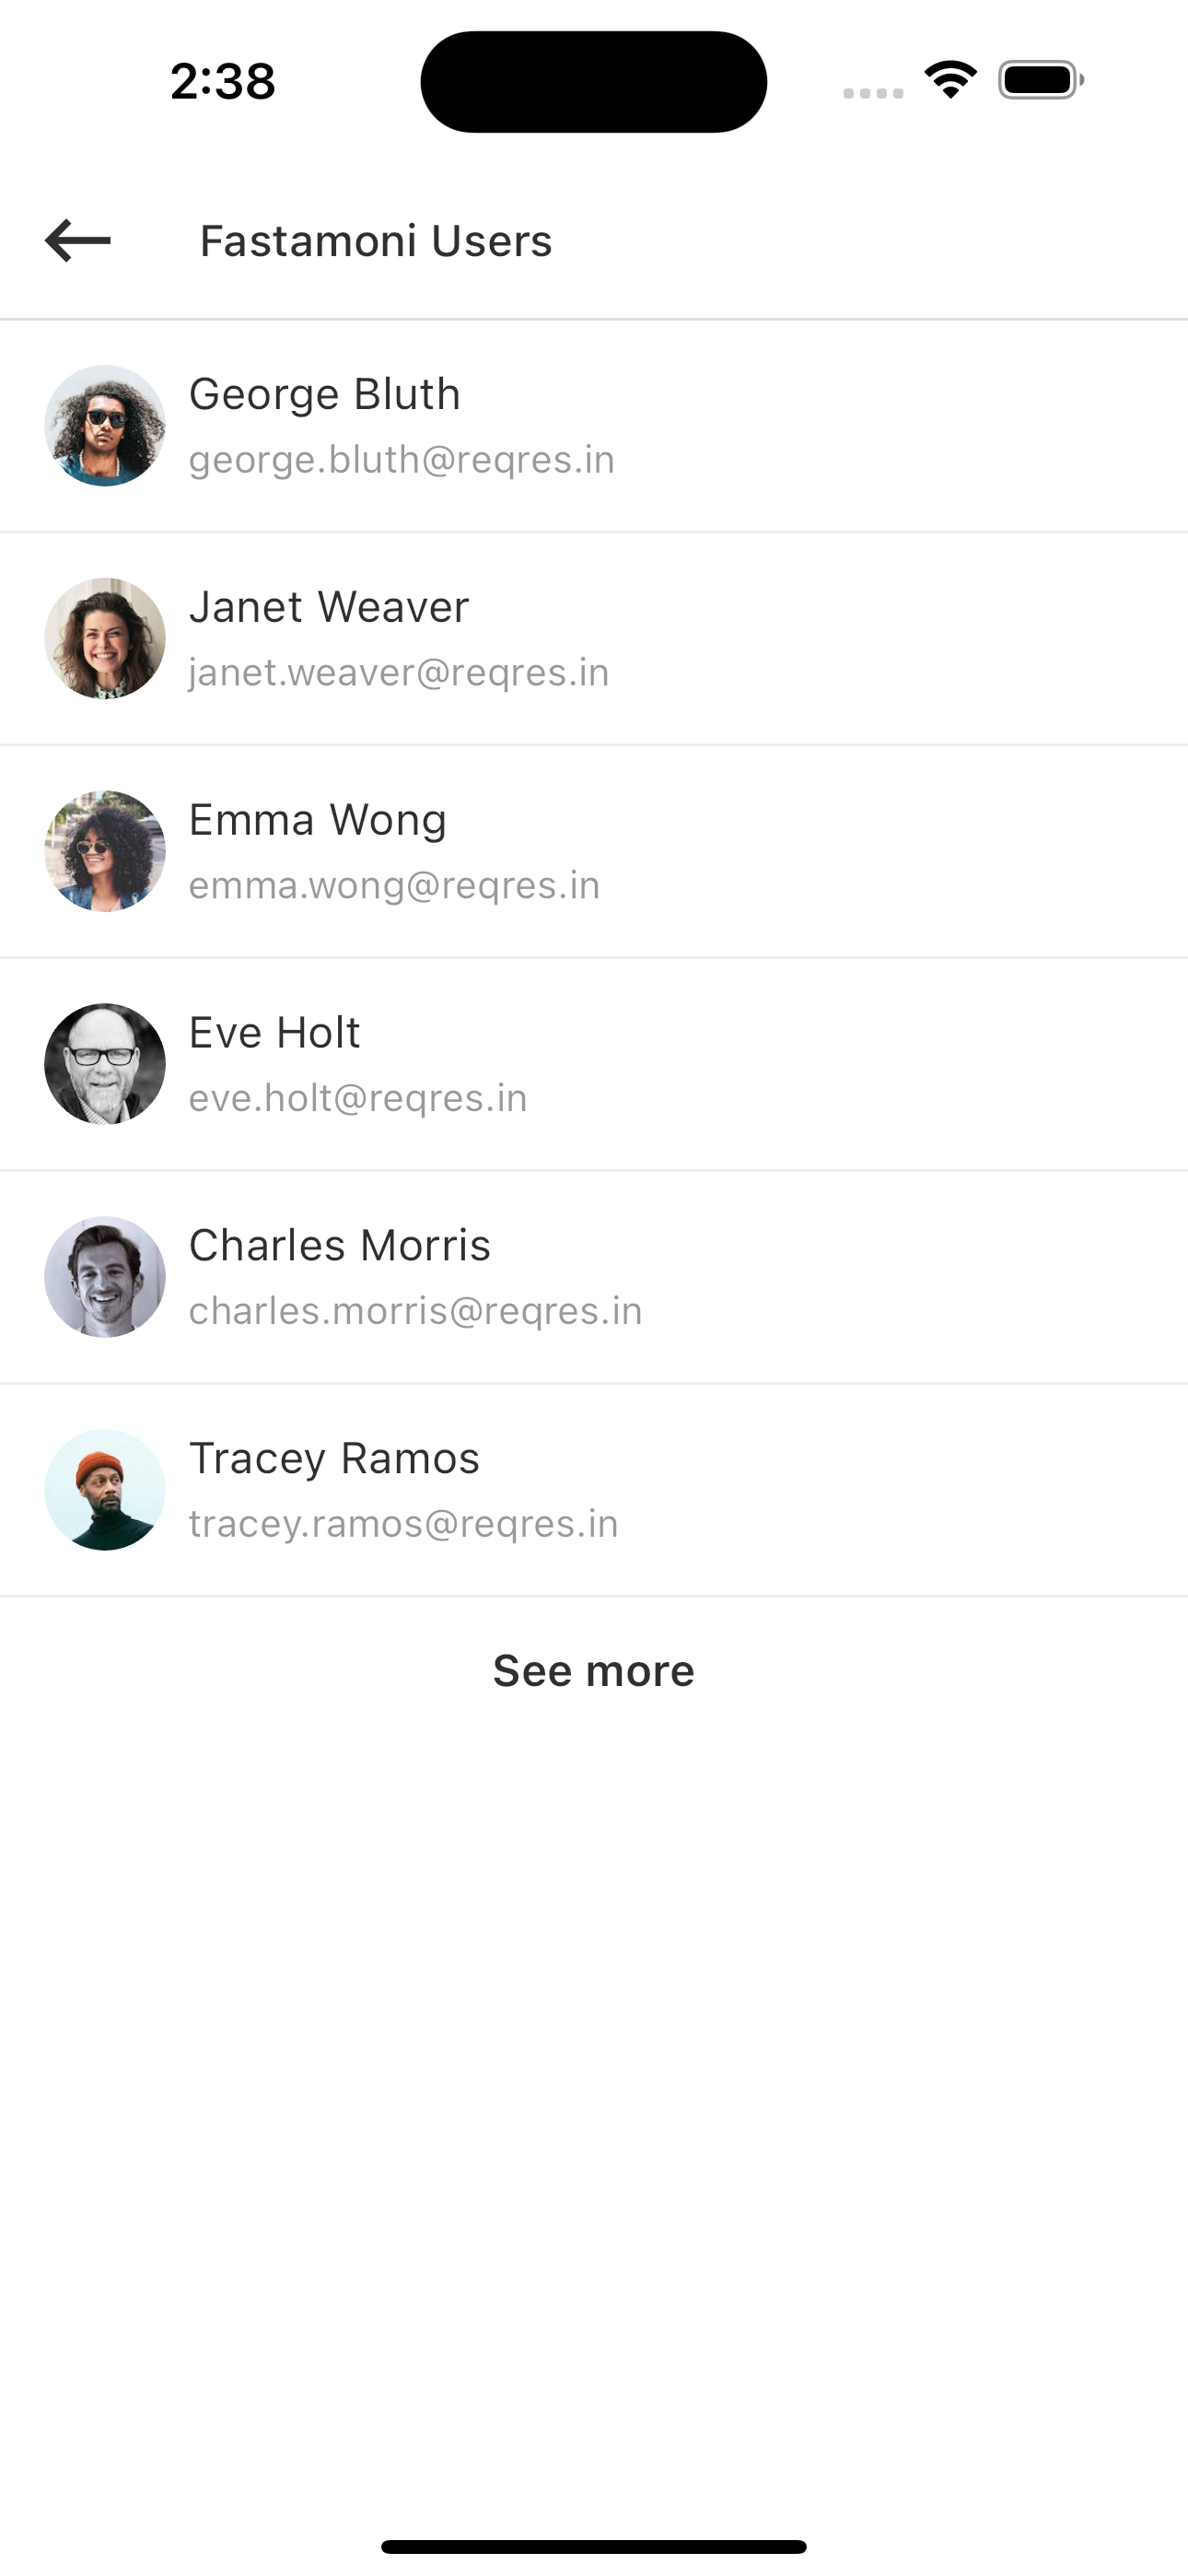 2:38
Fastamoni Users
George Bluth
george.bluth@reqres.in
Janet Weaver
janet.weaver@reqres.in
Emma Wong
emma.wong@reqres.in
Eve Holt
eve.holt@reqres.in
Charles Morris
charles.morris@reqres.in
Tracey Ramos
tracey.ramos@reqres.in
See more